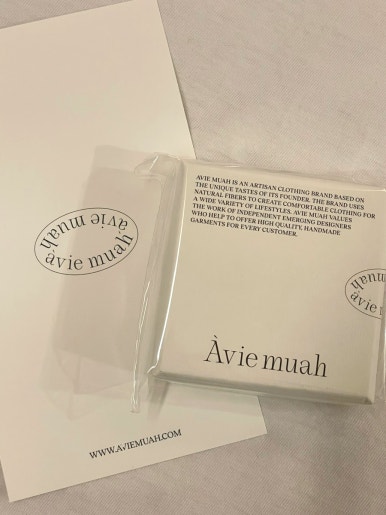 AVIE MUAH IS AN ARTISAN CLOTHING BRAND BASED ON
THE UNIQUE TASTES OF ITS FOUNDER. THE BRAND USES
NATURAL FIBERS TO CREATE COMFORTABLE CLOTHING FOR
A WIDE VARIETY OF LIFESTYLES. AVIE MUAH VALUES
THE WORK OF INDEPENDENT EMERGING DESIGNERS
WHO HELP TO OFFER HIGH QUALITY, HANDMADE
GARMENTS FOR EVERY CUSTOMER.
àvie muah
àvie muah
Àvie muah
WWW.AVIEMUAH.COM